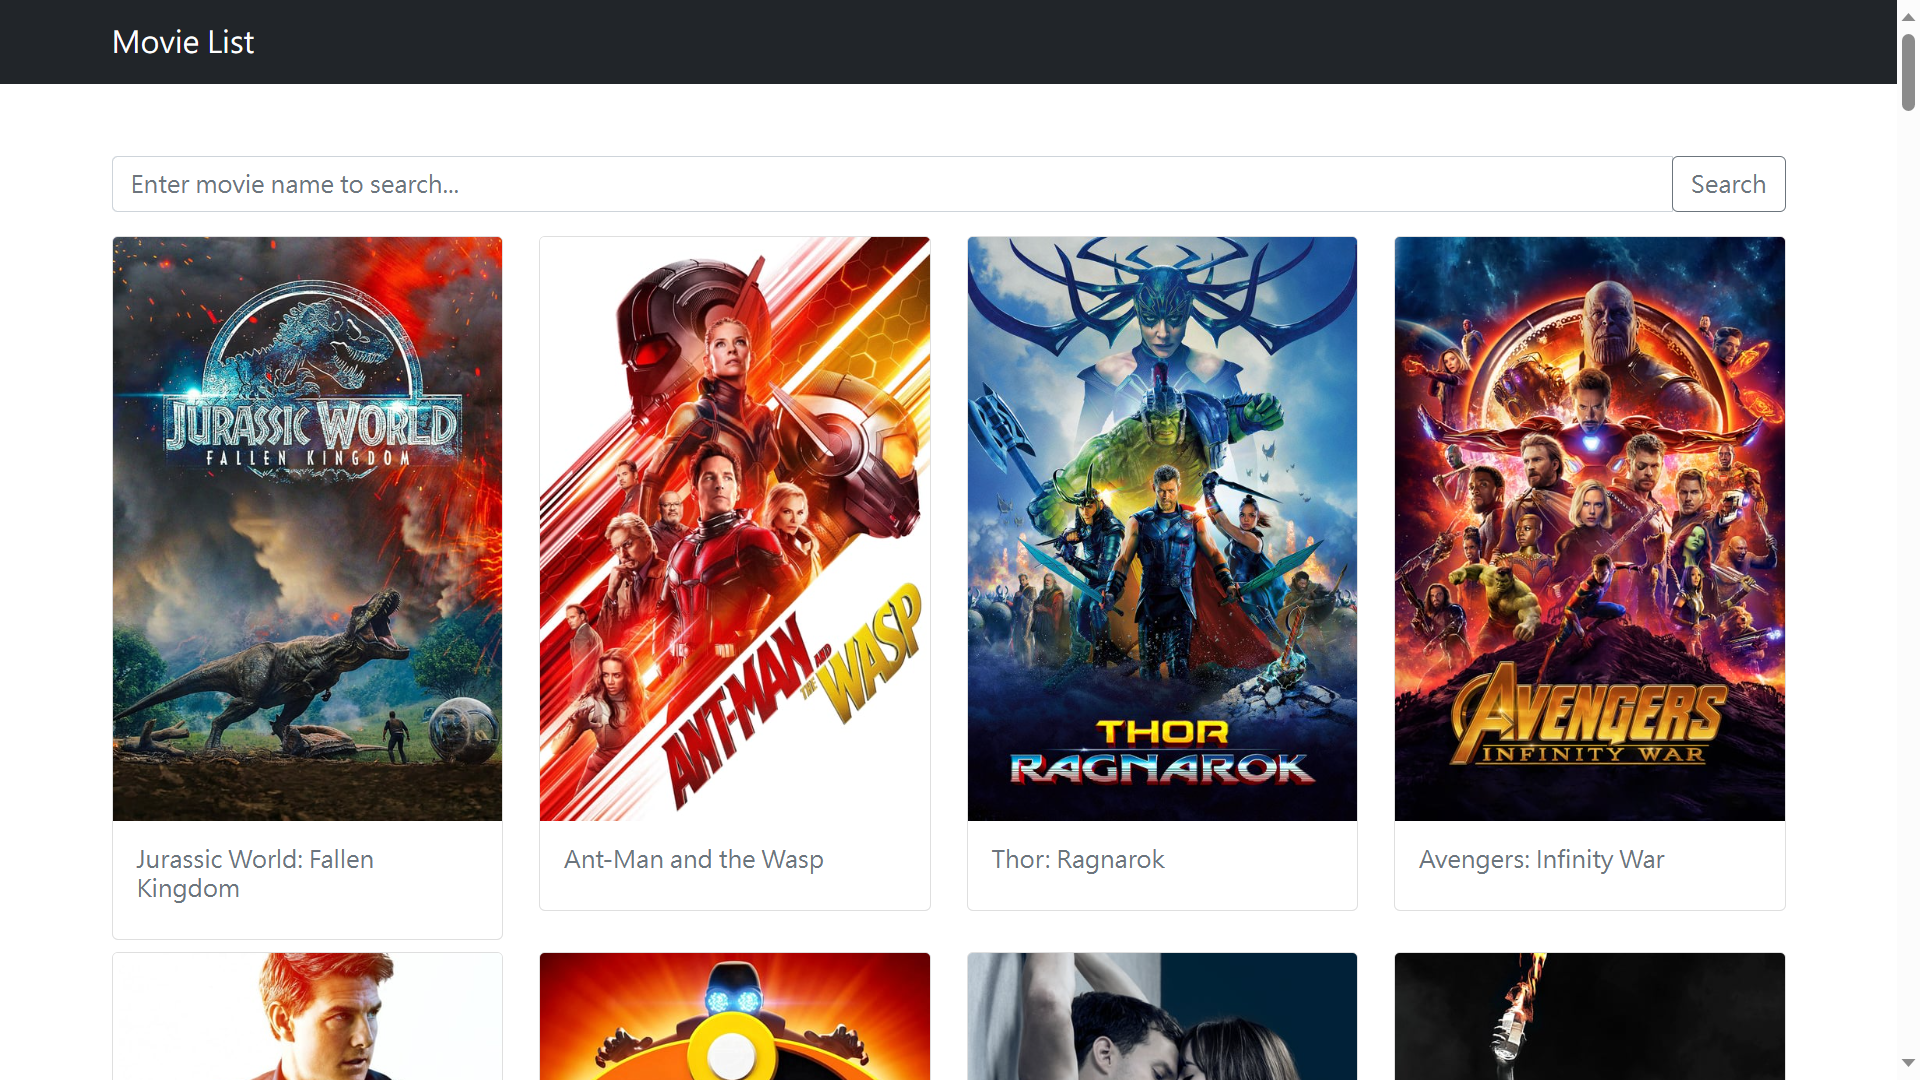 Movie List
Enter movie name to search...
Search
JURASSIC WORLD
FALLEN KINGDOM
ANT-MAN AND THE WASP
THOR
RAGNAROK
AVENGERS
INFINITY WAR
Jurassic World: Fallen
Kingdom
Ant-Man and the Wasp
Thor: Ragnarok
Avengers: Infinity War